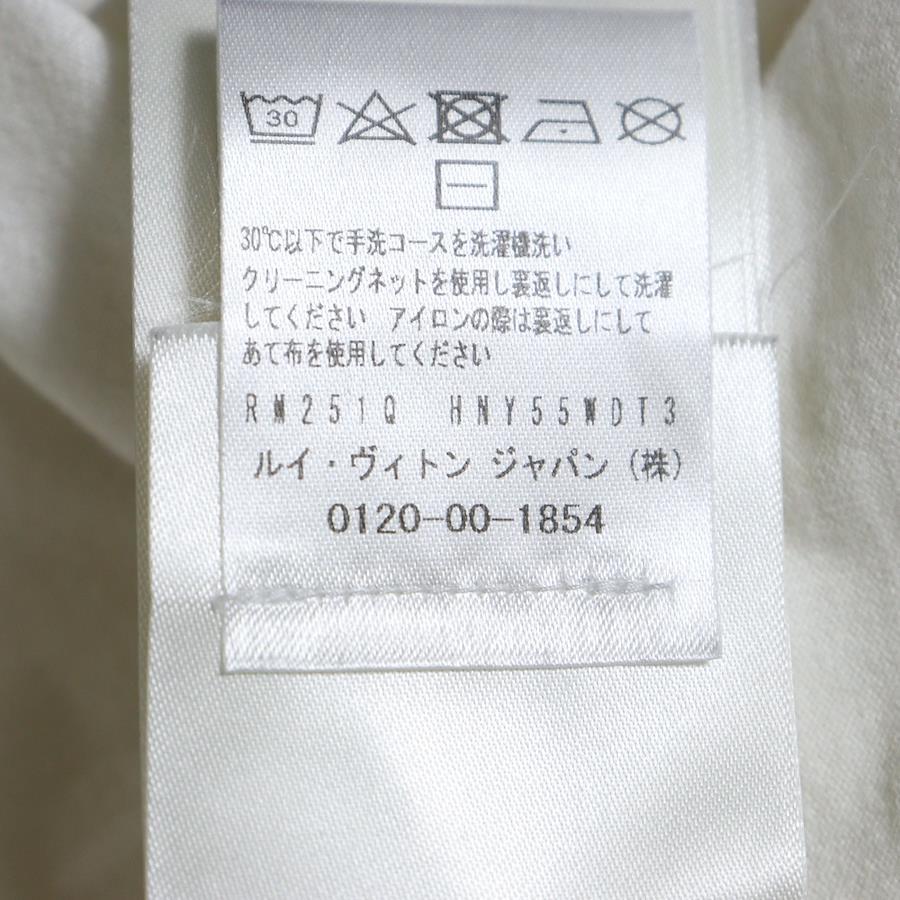 30
30℃以下で手洗コースを洗濯機洗い
クリーニングネットを使用し裏返しにして洗濯
してください アイロンの際は裏返しにして
あて布を使用してください
RM251Q HNY55WDT3
ルイ・ヴィトン ジャパン (株)
0120-00-1854